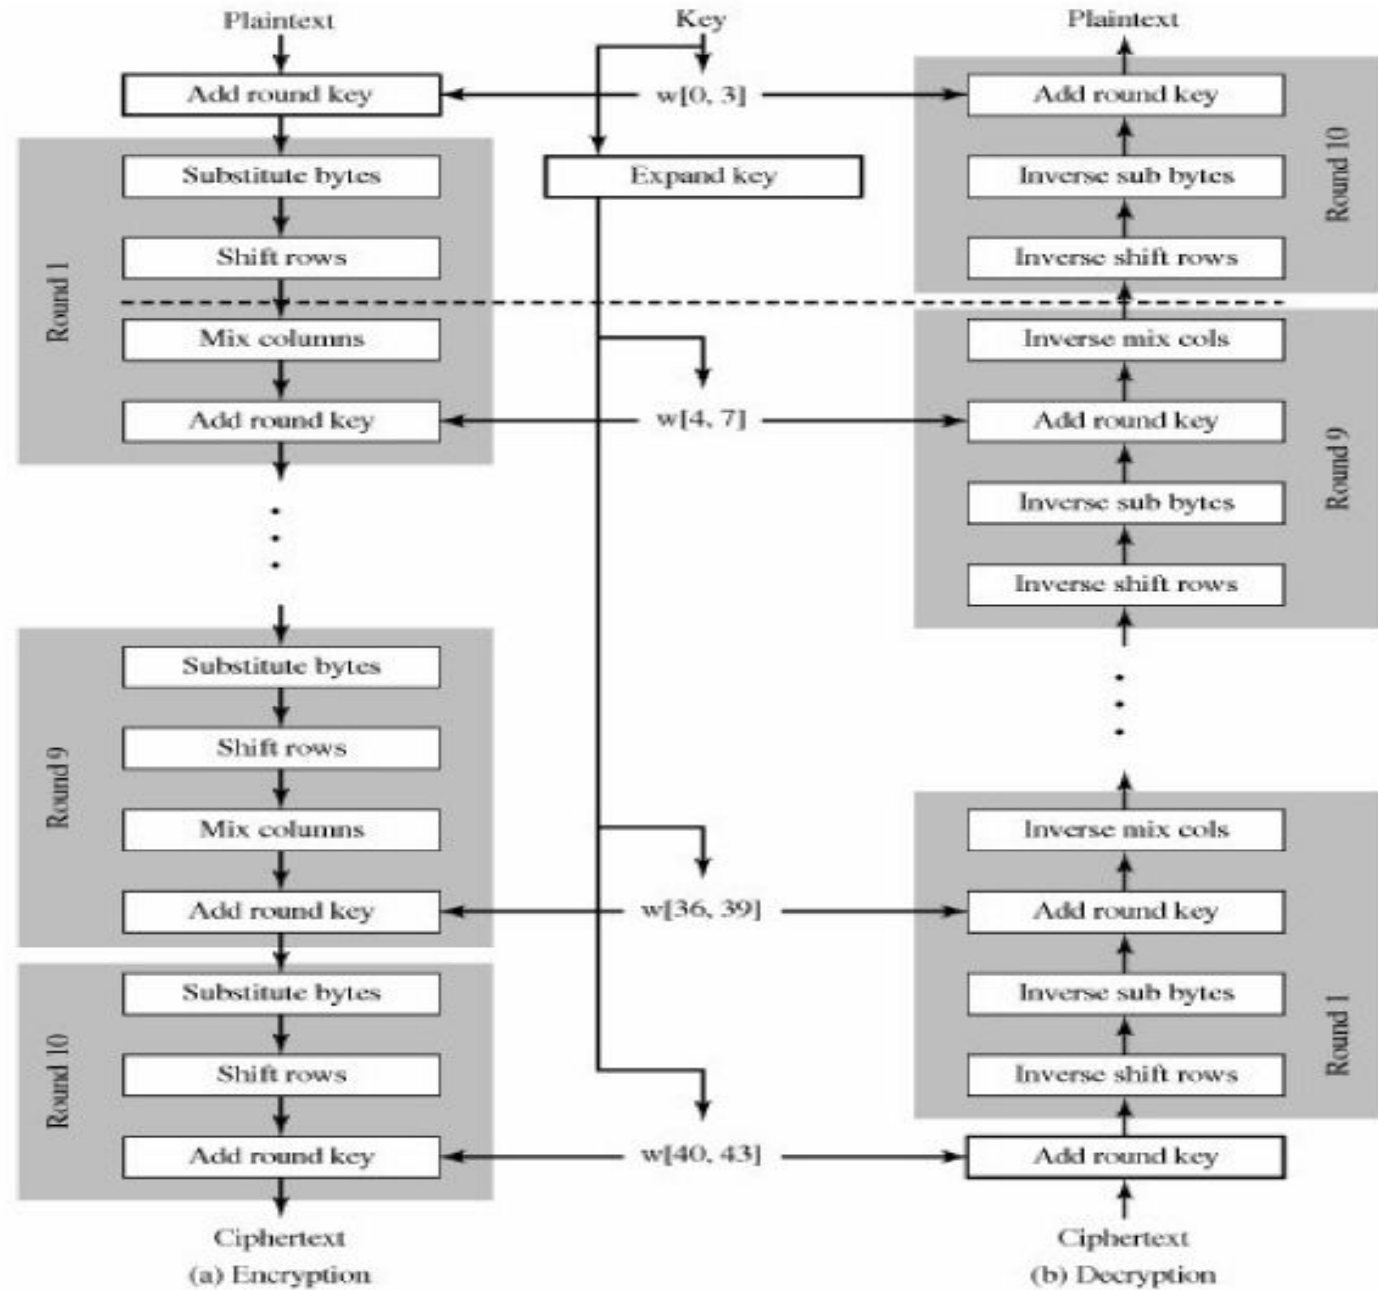 Plaintext
Add round key
Round 1
Substitute bytes
Shift rows
Mix columns
Add round key
Round 9
Substitute bytes
Shift rows
Mix columns
Add round key
Round 10
Substitute bytes
Shift rows
Add round key
Ciphertext
(a) Encryption
Key
w[0, 3]
Expand key
w[4, 7]
w[36, 39]
w[40, 43]
Plaintext
Add round key
Inverse sub bytes
Inverse shift rows
Round 10
Inverse mix cols
Add round key
Inverse sub bytes
Inverse shift rows
Round 9
Inverse mix cols
Add round key
Inverse sub bytes
Inverse shift rows
Round 1
Add round key
Ciphertext
(b) Decryption